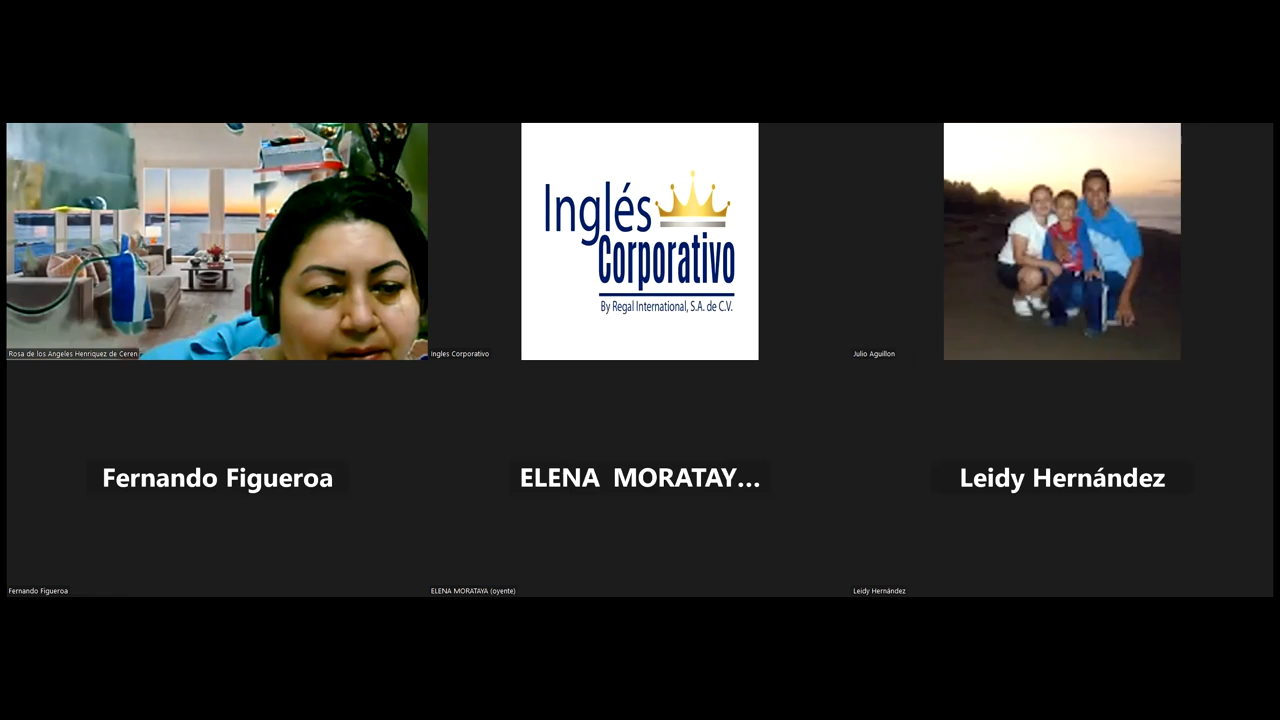 Inglés
Corporativo
By Regal International, S.A. de C.V.
Rosa de los Angeles Henriquez de Ceren
Ingles Corporativo
Julio Aguillon
Fernando Figueroa
ELENA MORATAY...
Leidy Hernández
Fernando Figueroa
ELENA MORATAYA (oyente)
Leidy Hernández